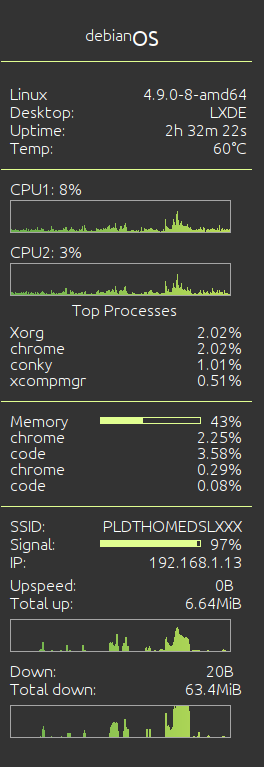 debianOS
Linux 4.9.0-8-amd64
Desktop: LXDE
Uptime: 2h 32m 22s
Temp: 60°C
CPU1: 8%
CPU2: 3%
Top Processes
Xorg 2.02%
chrome 2.02%
conky 1.01%
xcompmgr 0.51%
Memory 43%
chrome 2.25%
code 3.58%
chrome 0.29%
code 0.08%
SSID: PLDTHOMEDSLXXX
Signal: 97%
IP: 192.168.1.13
Upspeed: 0B
Total up: 6.64MiB
Down: 20B
Total down: 63.4MiB